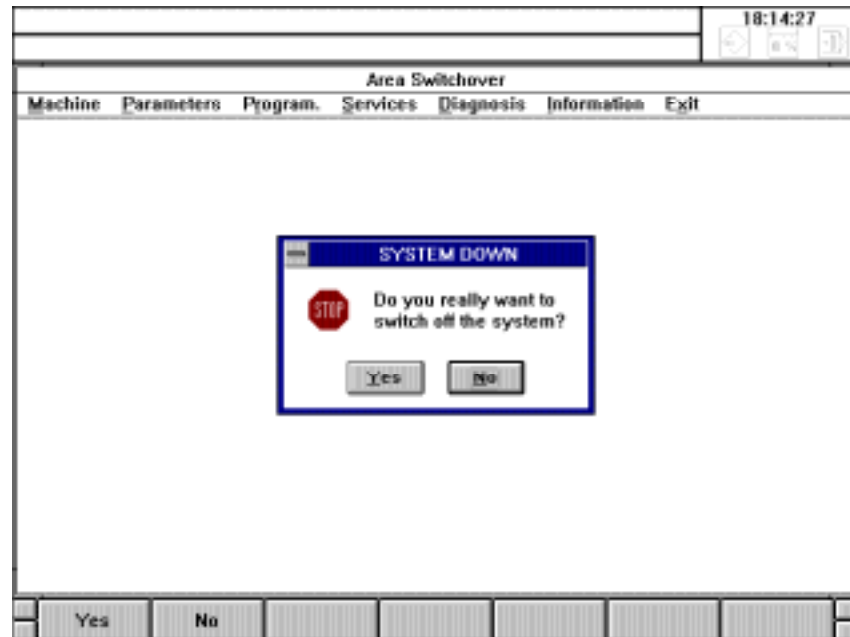 18:14:27
Area Switchover
Machine Parameters Program. Services Diagnosis Information Exit
SYSTEM DOWN
STOP
Do you really want to
switch off the system?
Yes No
Yes No